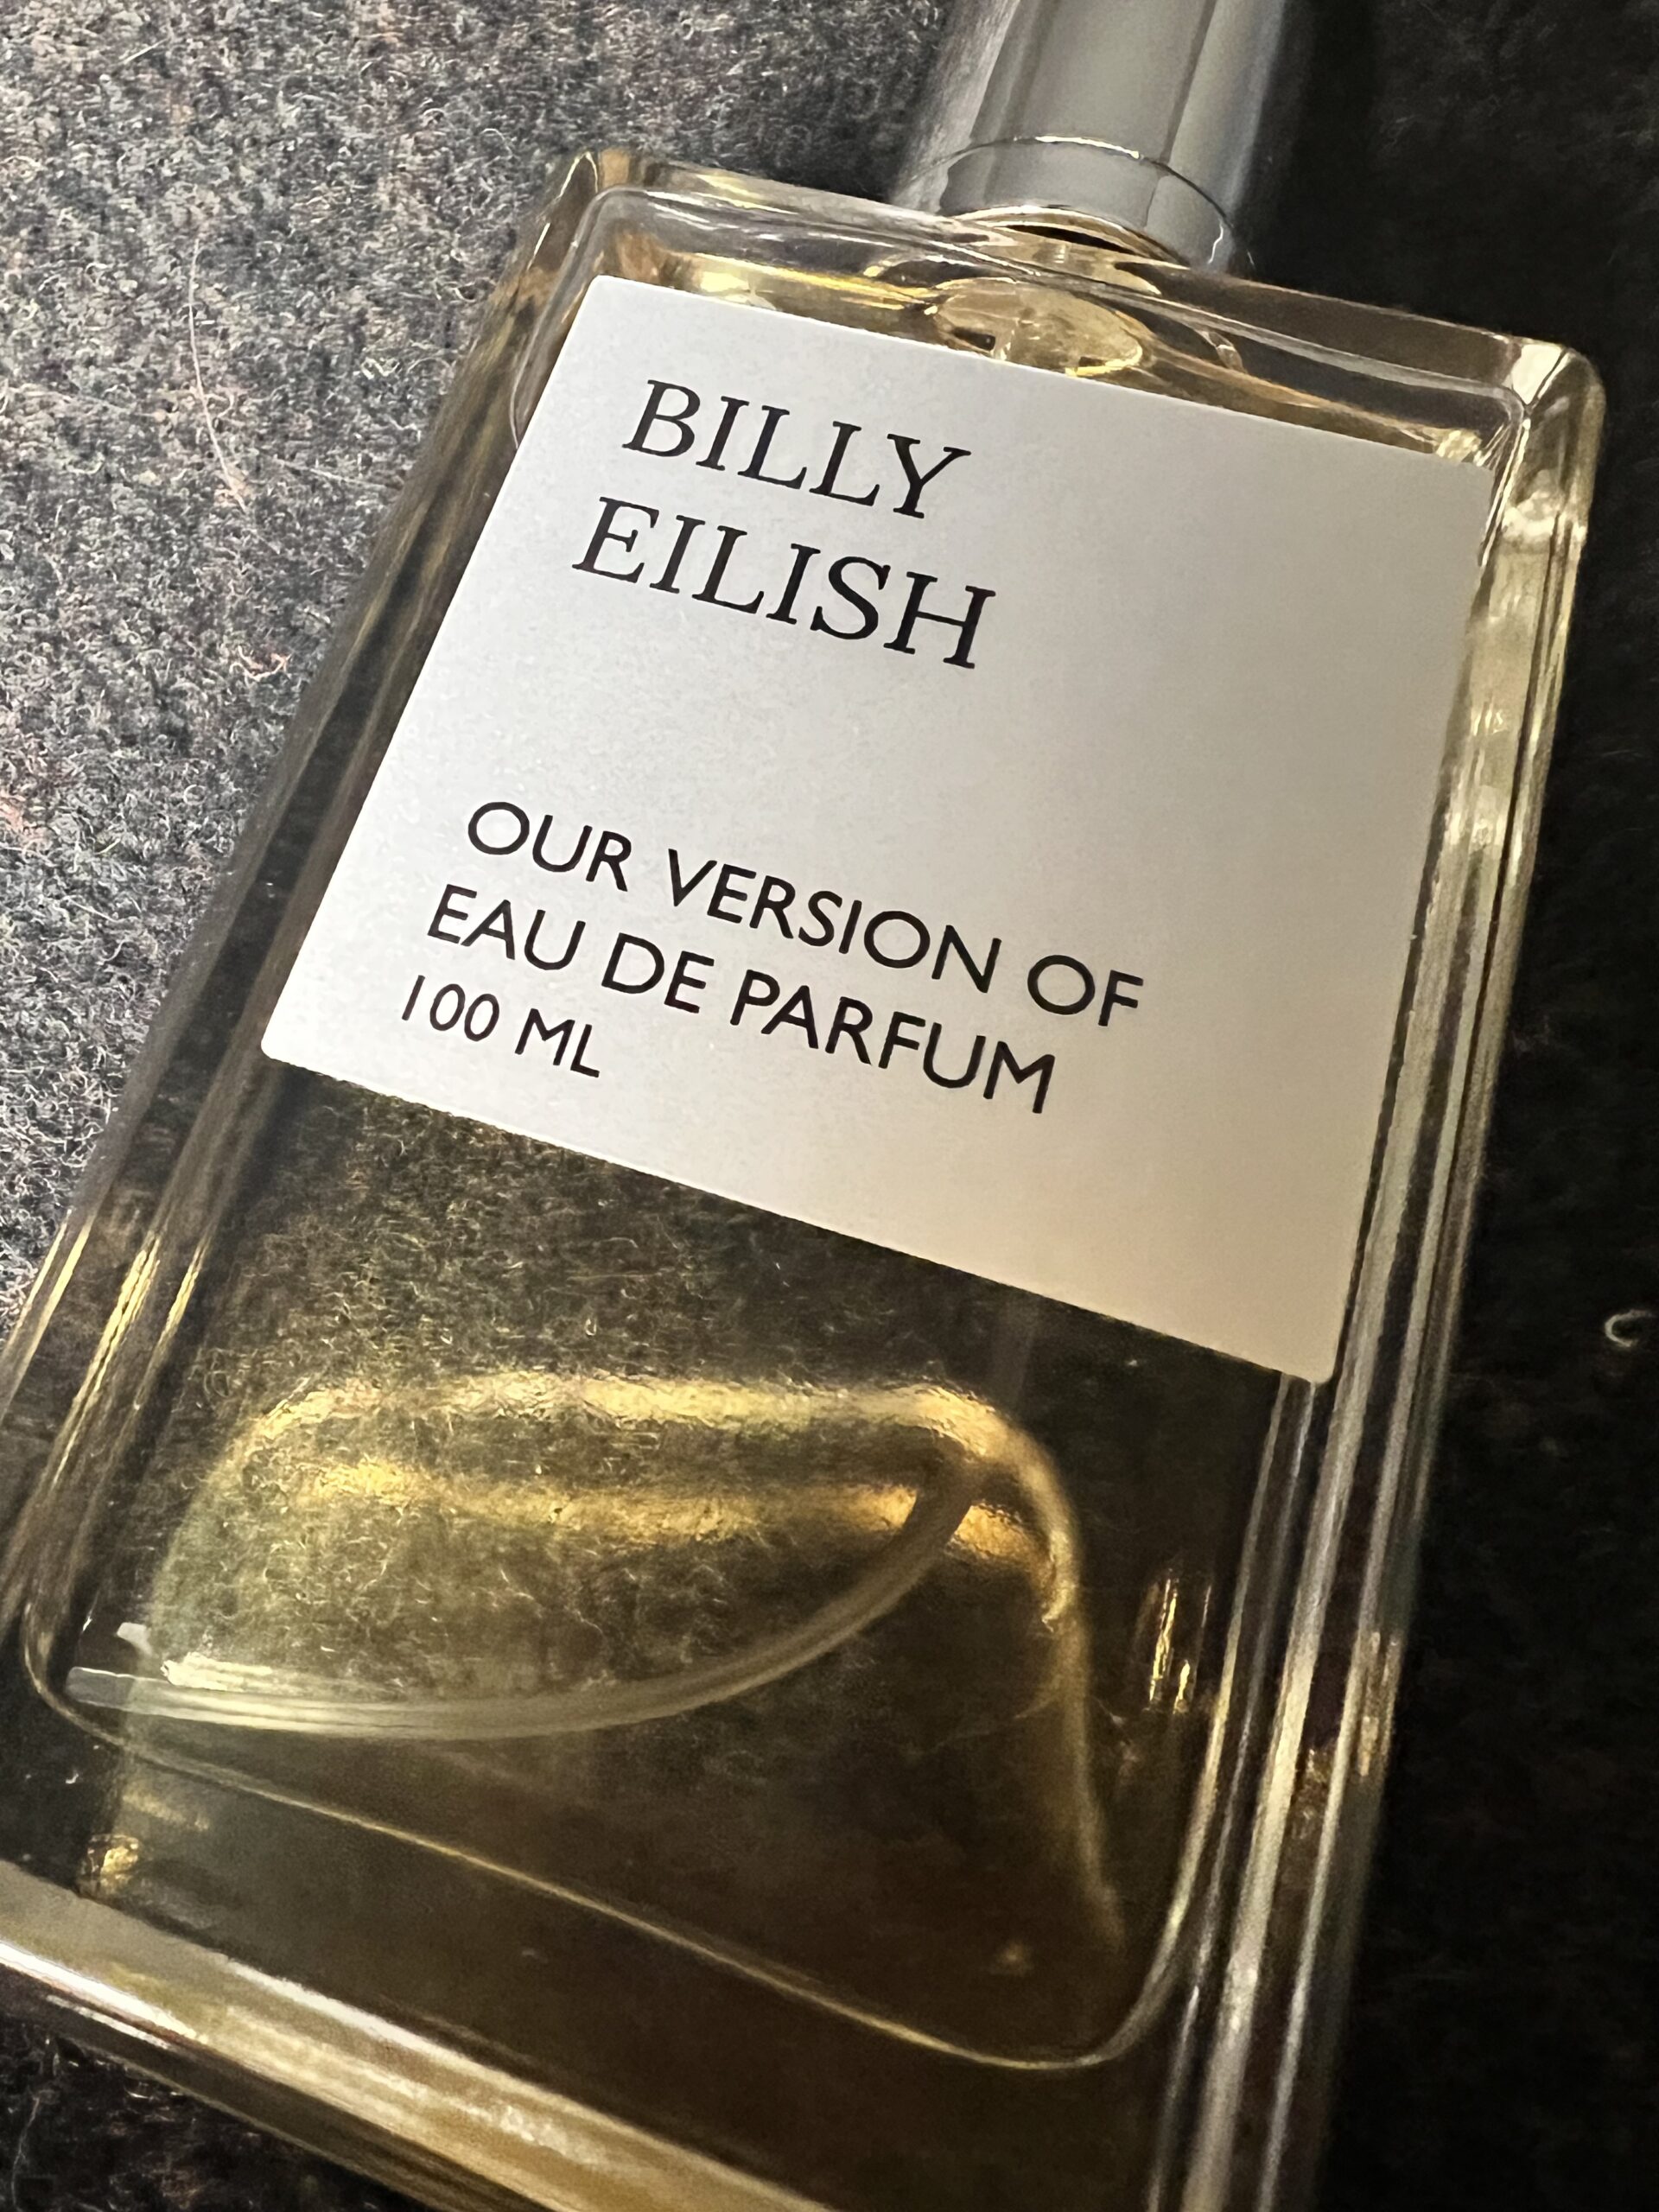 BILLY
EILISH
OUR VERSION OF
EAU DE PARFUM
100 ML